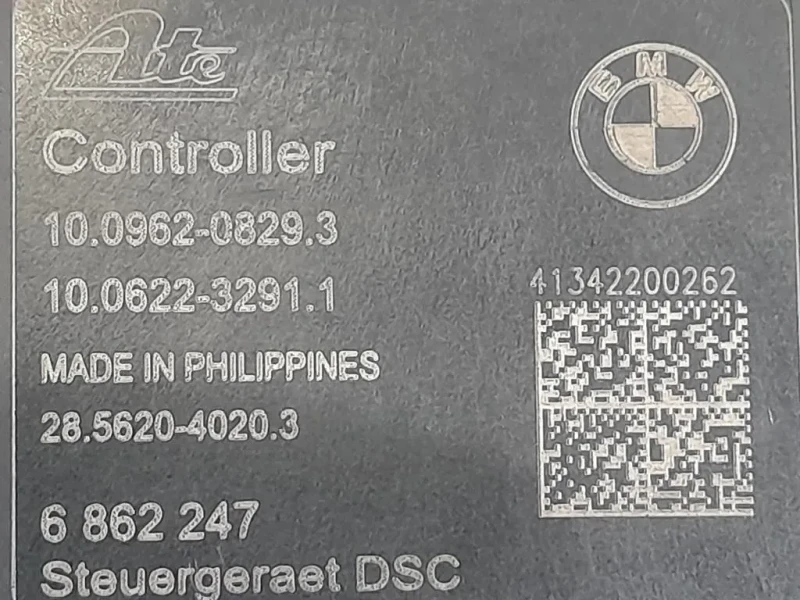 Ate
BMW
Controller
10.0962-0829.3
10.0622-3291.1
41342200262
MADE IN PHILIPPINES
28.5620-4020.3
6 862 247
Steuergeraet DSC